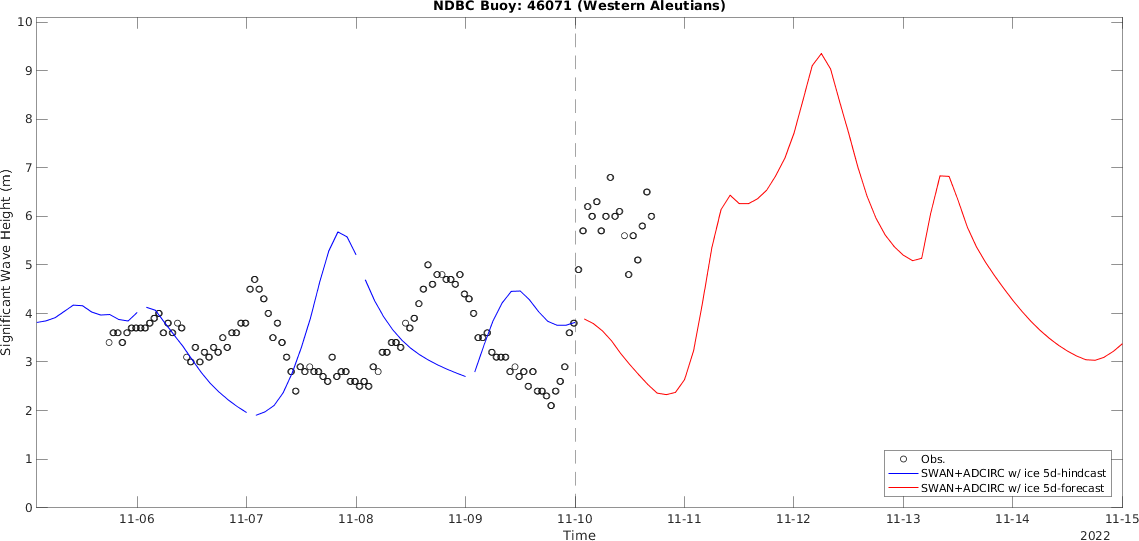 NDBC Buoy: 46071 (Western Aleutians)
10
9
8
7
6
5
4
3
2
1
0
Significant Wave Height (m)
Obs.
SWAN+ADCIRC w/ ice 5d-hindcast
SWAN+ADCIRC w/ ice 5d-forecast
11-06 11-07 11-08 11-09 11-10 11-11 11-12 11-13 11-14 11-15
Time
2022